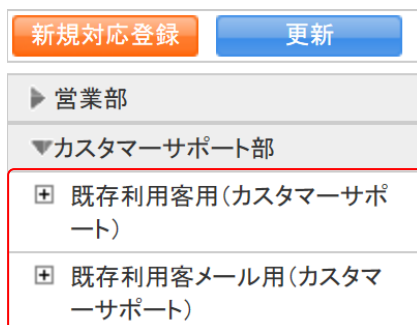 新規対応登録 更新
営業部
カスタマーサポート部
既存利用客用(カスタマーサポ
ート)
既存利用客メール用(カスタマ
ーサポート)